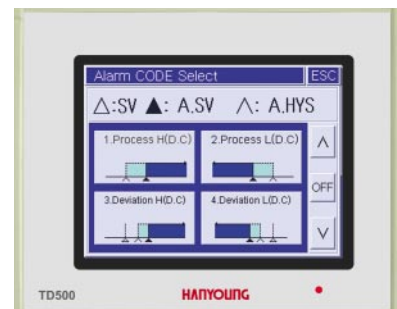 Alarm CODE Select ESC
△:SV ▲: A.SV ∧: A.HYS
1.Process H(D.C) 2.Process L(D.C) ∧
OFF
3.Deviation H(D.C) 4.Deviation L(D.C)
∨
TD500 HANYOUNG